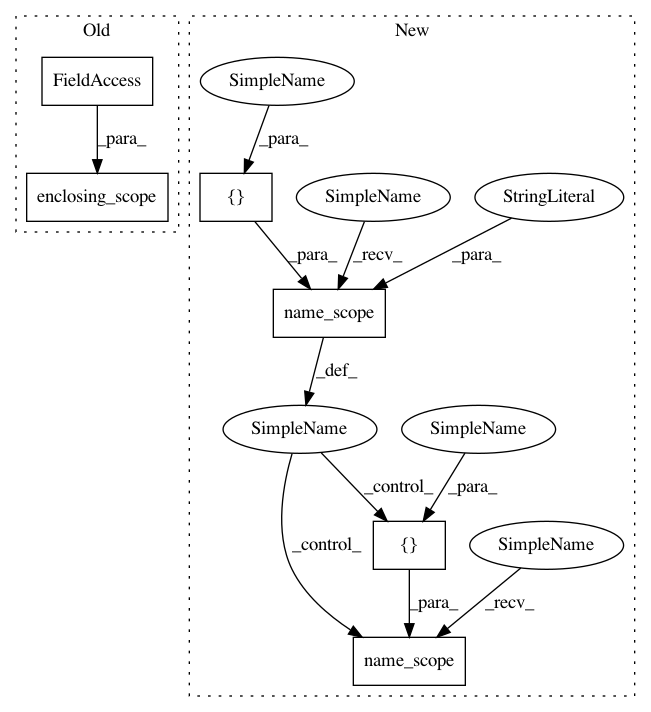 Old
New
FieldAccess
SimpleName
_para_
_para_
enclosing_scope
{}
SimpleName
StringLiteral
_para_
_recv_
_para_
name_scope
_def_
SimpleName
SimpleName
_control_
_para_
_control_
{}
SimpleName
_para_
_recv_
name_scope